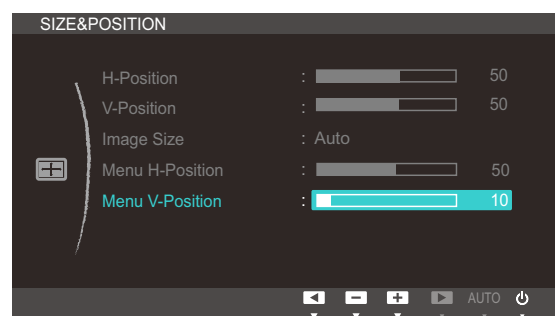 SIZE&POSITION
H-Position : 50
V-Position : 50
Image Size : Auto
Menu H-Position : 50
Menu V-Position : 10
AUTO